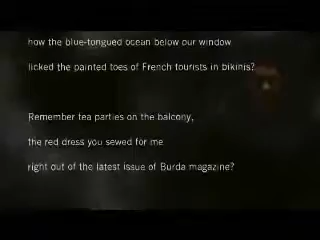 how the blue-tongued ocean below our window
licked the painted toes of French tourists in bikinis?
Remember tea parties on the balcony,
the red dress you sewed for me
right out of the latest issue of Burda magazine?